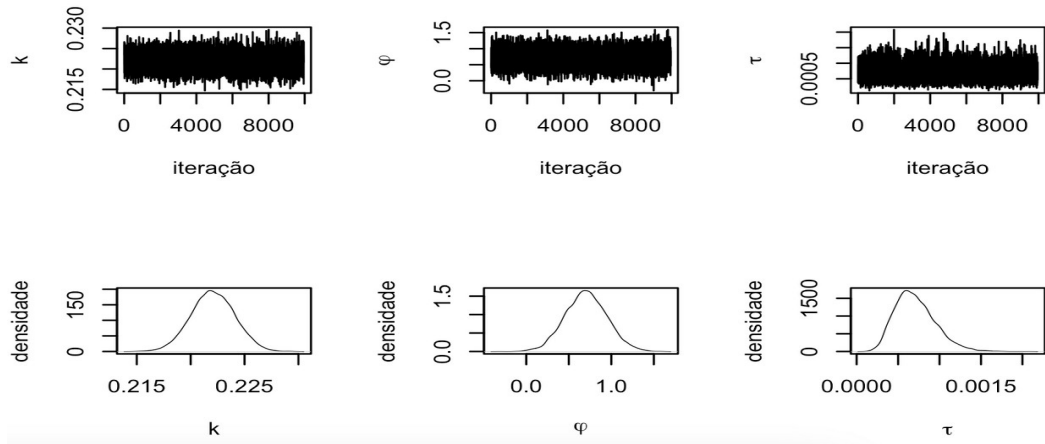 k
0.215 0.230
0 4000 8000
iteração
φ
0.0 1.5
0 4000 8000
iteração
τ
0.0005
0 4000 8000
iteração
densidade
0 150
0.215 0.225
k
densidade
0.0 1.5
0.0 1.0
φ
densidade
0 1500
0.0000 0.0015
τ